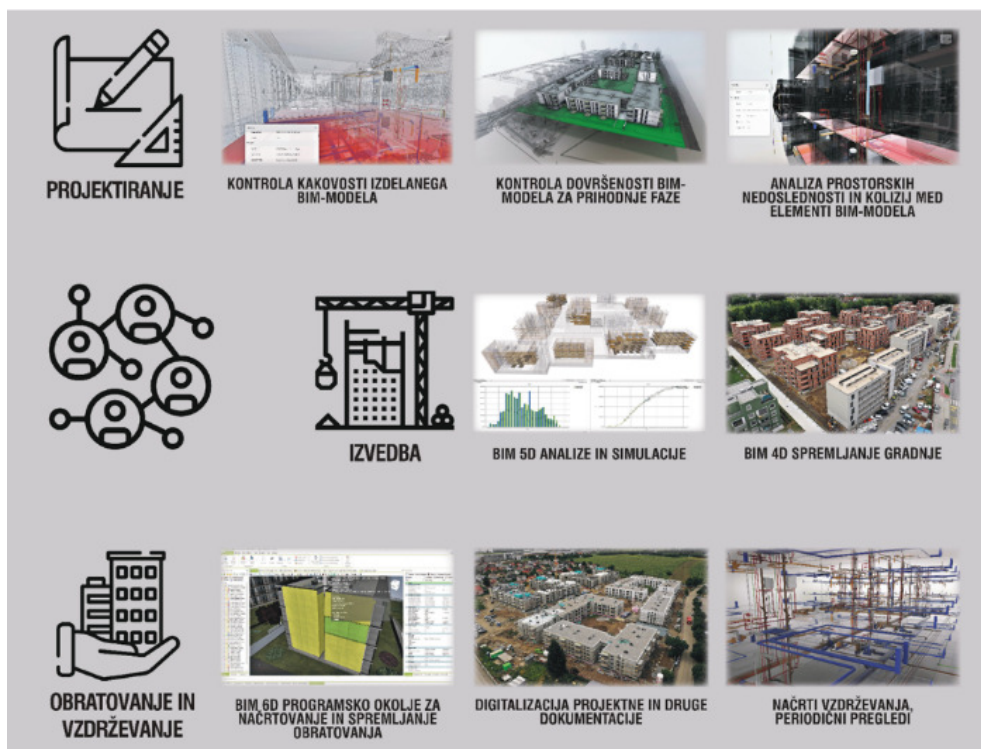 PROJEKTIRANJE
KONTROLA KAKOVOSTI IZDELANEGA
BIM-MODELA
KONTROLA DOVRŠENOSTI BIM-
MODELA ZA PRIHODNJE FAZE
ANALIZA PROSTORSKIH
NEDOSLEDNOSTI IN KOLIZIJ MED
ELEMENTI BIM-MODELA
IZVEDBA
BIM 5D ANALIZE IN SIMULACIJE
BIM 4D SPREMLJANJE GRADNJE
OBRATOVANJE IN
VZDRŽEVANJE
BIM 6D PROGRAMSKO OKOLJE ZA
NAČRTOVANJE IN SPREMLJANJE
OBRATOVANJA
DIGITALIZACIJA PROJEKTNE IN DRUGE
DOKUMENTACIJE
NAČRTI VZDRŽEVANJA,
PERIODIČNI PREGLEDI